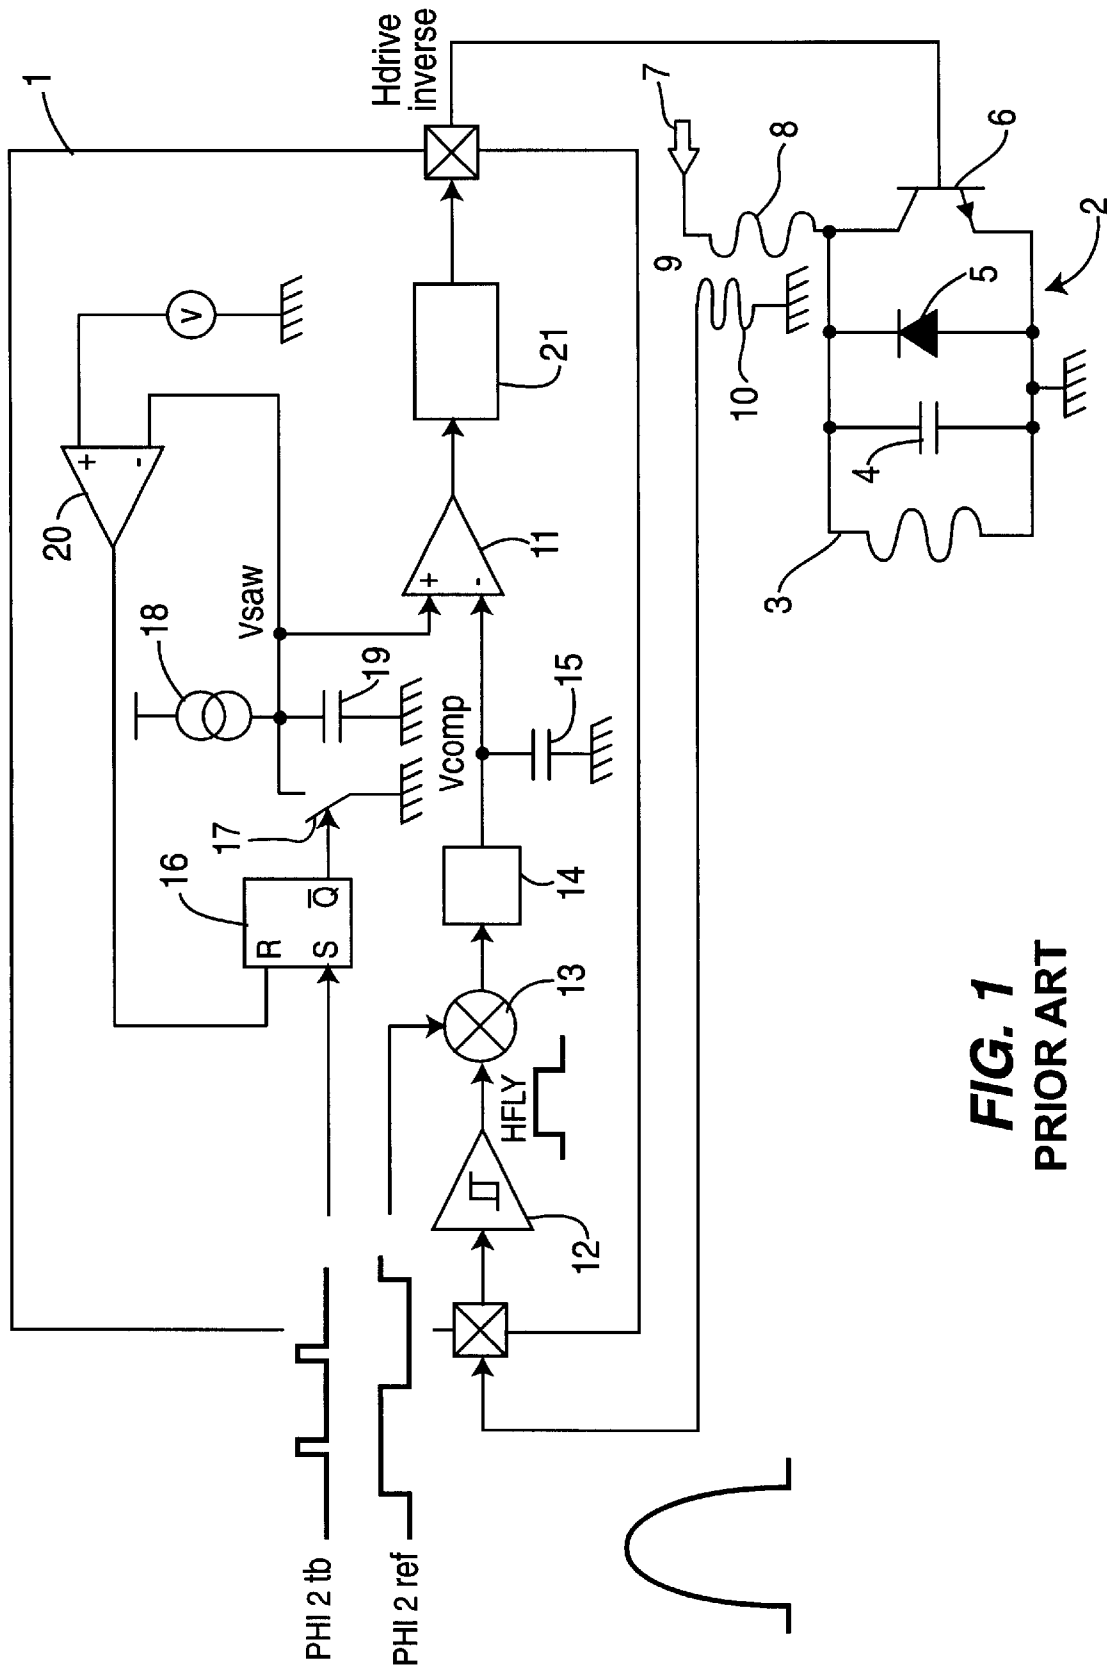 1
Hdrive
inverse
7
8
9
10
6
5
4
3
2
V
+
-
20
Vsaw
18
19
+
-
11
21
Vcomp
15
14
17
16
R
S
Q̅
13
HFLY
12
PHI 2 tb
PHI 2 ref
FIG. 1
PRIOR ART